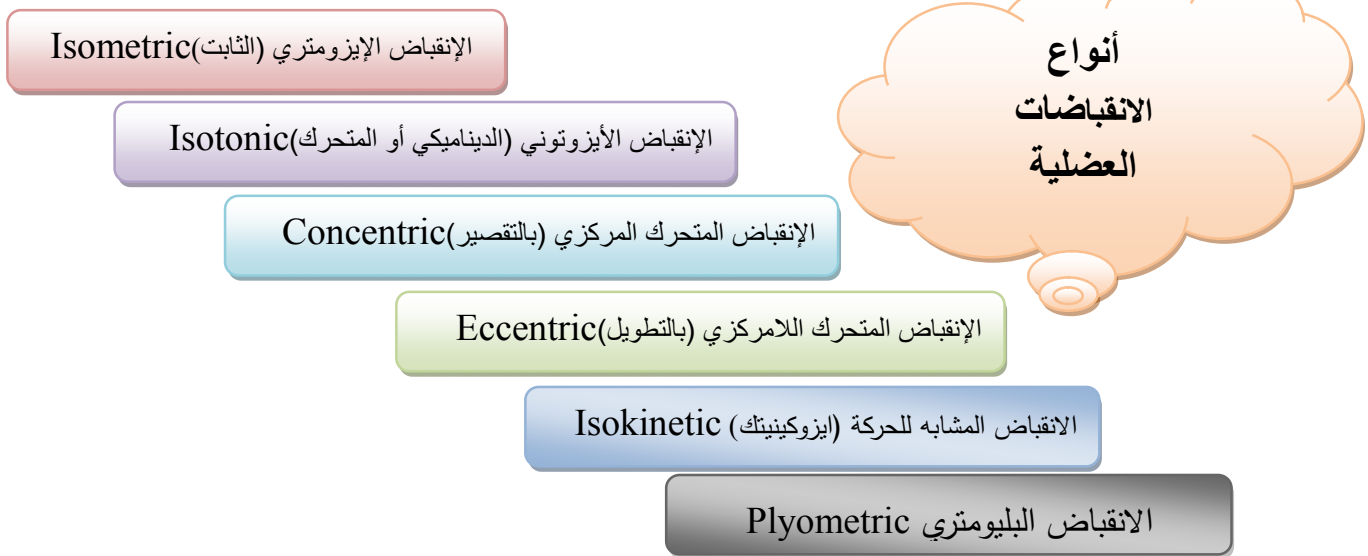 أنواع
الانقباضات
العضلية
الإنقباض الإيزومتري (الثابت)Isometric
الإنقباض الأيزوتوني (الديناميكي أو المتحرك)Isotonic
الإنقباض المتحرك المركزي (بالتقصير)Concentric
الإنقباض المتحرك اللامركزي (بالتطويل)Eccentric
الانقباض المشابه للحركة (ايزوكينيتك) Isokinetic
الانقباض البليومتري Plyometric